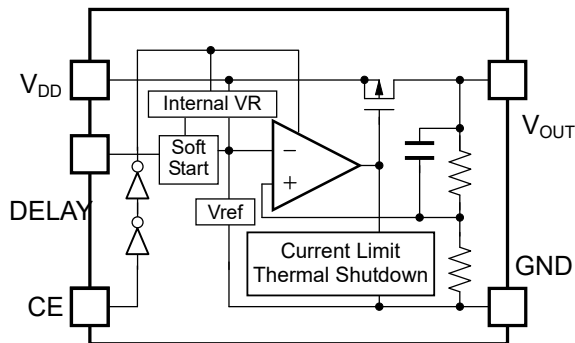 V_DD
Internal VR
V_OUT
Soft
Start
−
+
DELAY
Vref
Current Limit
Thermal Shutdown
GND
CE